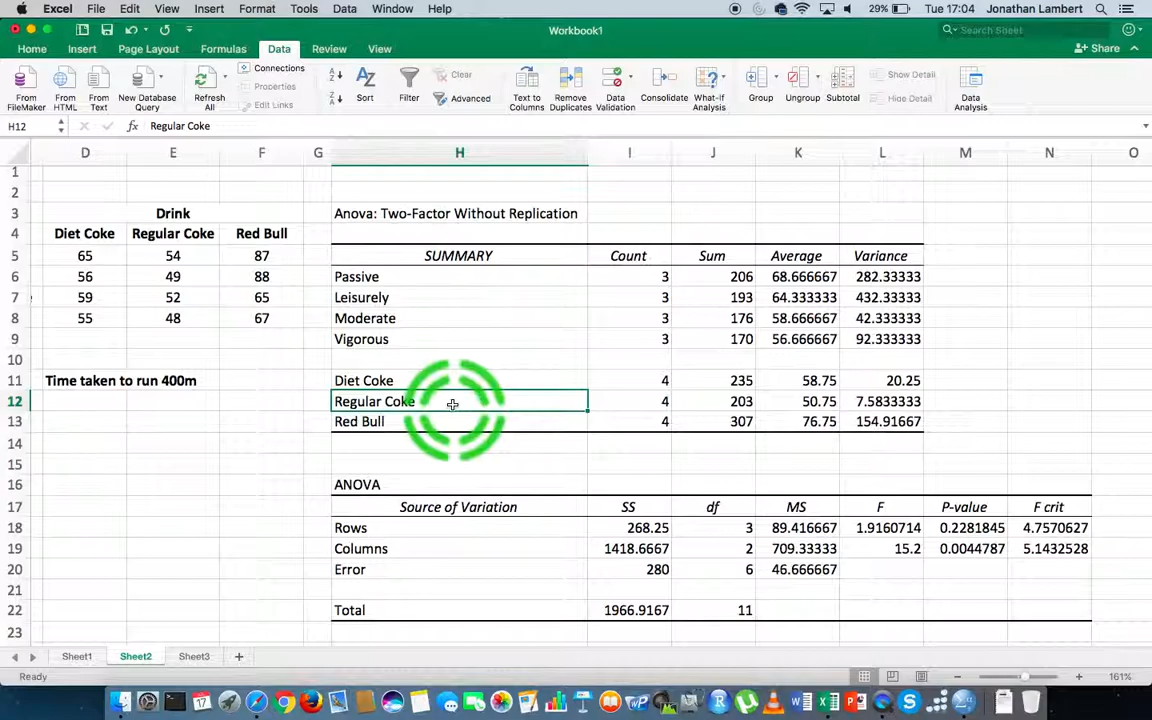 Excel File Edit View Insert Format Tools Data Window Help 29% Tue 17:04 Jonathan Lambert
Workbook1 Search Sheet
Home Insert Page Layout Formulas Data Review View Share
From FileMaker From HTML From Text New Database Query Refresh All Connections Properties Edit Links Sort Filter Clear Advanced Text to Columns Remove Duplicates Data Validation Consolidate What-If Analysis Group Ungroup Subtotal Show Detail Hide Detail Data Analysis
H12 fx Regular Coke
D E F G H I J K L M N O
1
2
3 Drink Anova: Two-Factor Without Replication
4 Diet Coke Regular Coke Red Bull
5 65 54 87 SUMMARY Count Sum Average Variance
6 56 49 88 Passive 3 206 68.666667 282.33333
7 59 52 65 Leisurely 3 193 64.333333 432.33333
8 55 48 67 Moderate 3 176 58.666667 42.333333
9 Vigorous 3 170 56.666667 92.333333
10
11 Time taken to run 400m Diet Coke 4 235 58.75 20.25
12 Regular Coke 4 203 50.75 7.5833333
13 Red Bull 4 307 76.75 154.91667
14
15
16 ANOVA
17 Source of Variation SS df MS F P-value F crit
18 Rows 268.25 3 89.416667 1.9160714 0.2281845 4.7570627
19 Columns 1418.6667 2 709.33333 15.2 0.0044787 5.1432528
20 Error 280 6 46.666667
21
22 Total 1966.9167 11
23
Sheet1 Sheet2 Sheet3 +
Ready 161%